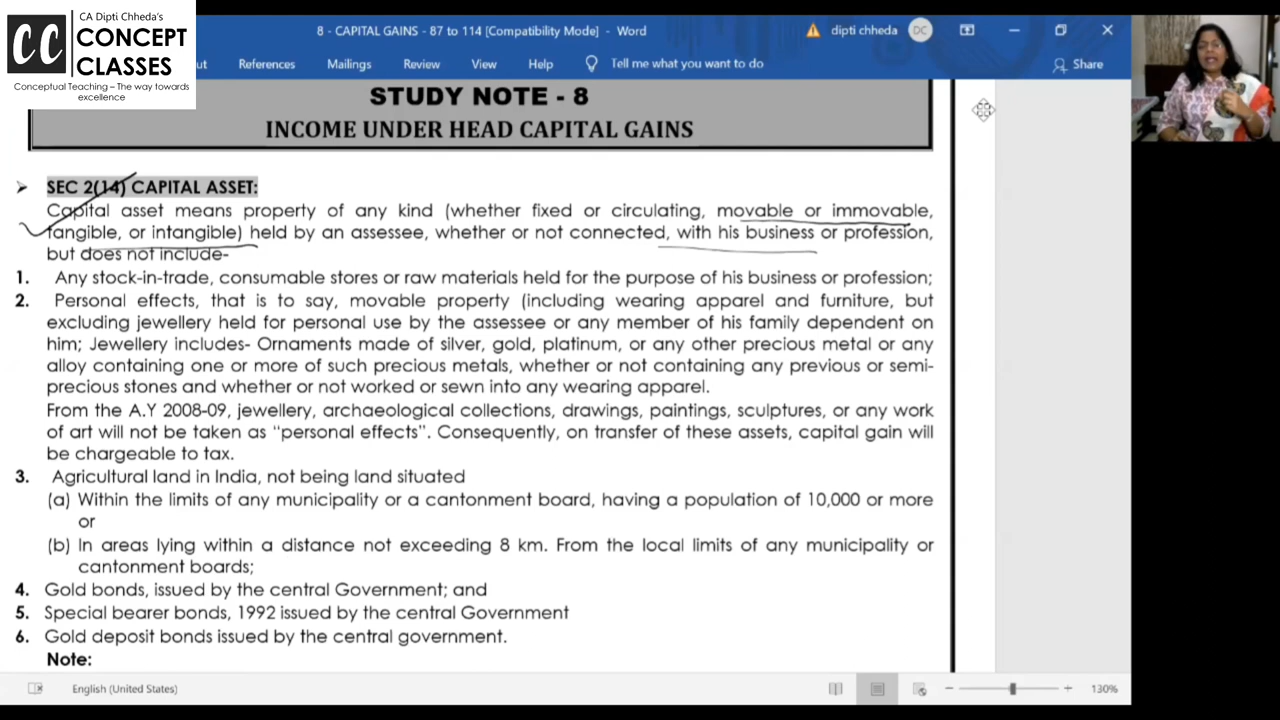 CA Dipti Chheda's
CC CONCEPT
CLASSES
Conceptual Teaching – The way towards
excellence
8 - CAPITAL GAINS - 87 to 114 [Compatibility Mode] - Word
dipti chheda DC
ut References Mailings Review View Help Tell me what you want to do Share
STUDY NOTE - 8
INCOME UNDER HEAD CAPITAL GAINS
➢ SEC 2(14) CAPITAL ASSET:
Capital asset means property of any kind (whether fixed or circulating, movable or immovable,
tangible, or intangible) held by an assessee, whether or not connected, with his business or profession,
but does not include-
1. Any stock-in-trade, consumable stores or raw materials held for the purpose of his business or profession;
2. Personal effects, that is to say, movable property (including wearing apparel and furniture, but
excluding jewellery held for personal use by the assessee or any member of his family dependent on
him; Jewellery includes- Ornaments made of silver, gold, platinum, or any other precious metal or any
alloy containing one or more of such precious metals, whether or not containing any previous or semi-
precious stones and whether or not worked or sewn into any wearing apparel.
From the A.Y 2008-09, jewellery, archaeological collections, drawings, paintings, sculptures, or any work
of art will not be taken as "personal effects". Consequently, on transfer of these assets, capital gain will
be chargeable to tax.
3. Agricultural land in India, not being land situated
(a) Within the limits of any municipality or a cantonment board, having a population of 10,000 or more
or
(b) In areas lying within a distance not exceeding 8 km. From the local limits of any municipality or
cantonment boards;
4. Gold bonds, issued by the central Government; and
5. Special bearer bonds, 1992 issued by the central Government
6. Gold deposit bonds issued by the central government.
Note:
English (United States) 130%